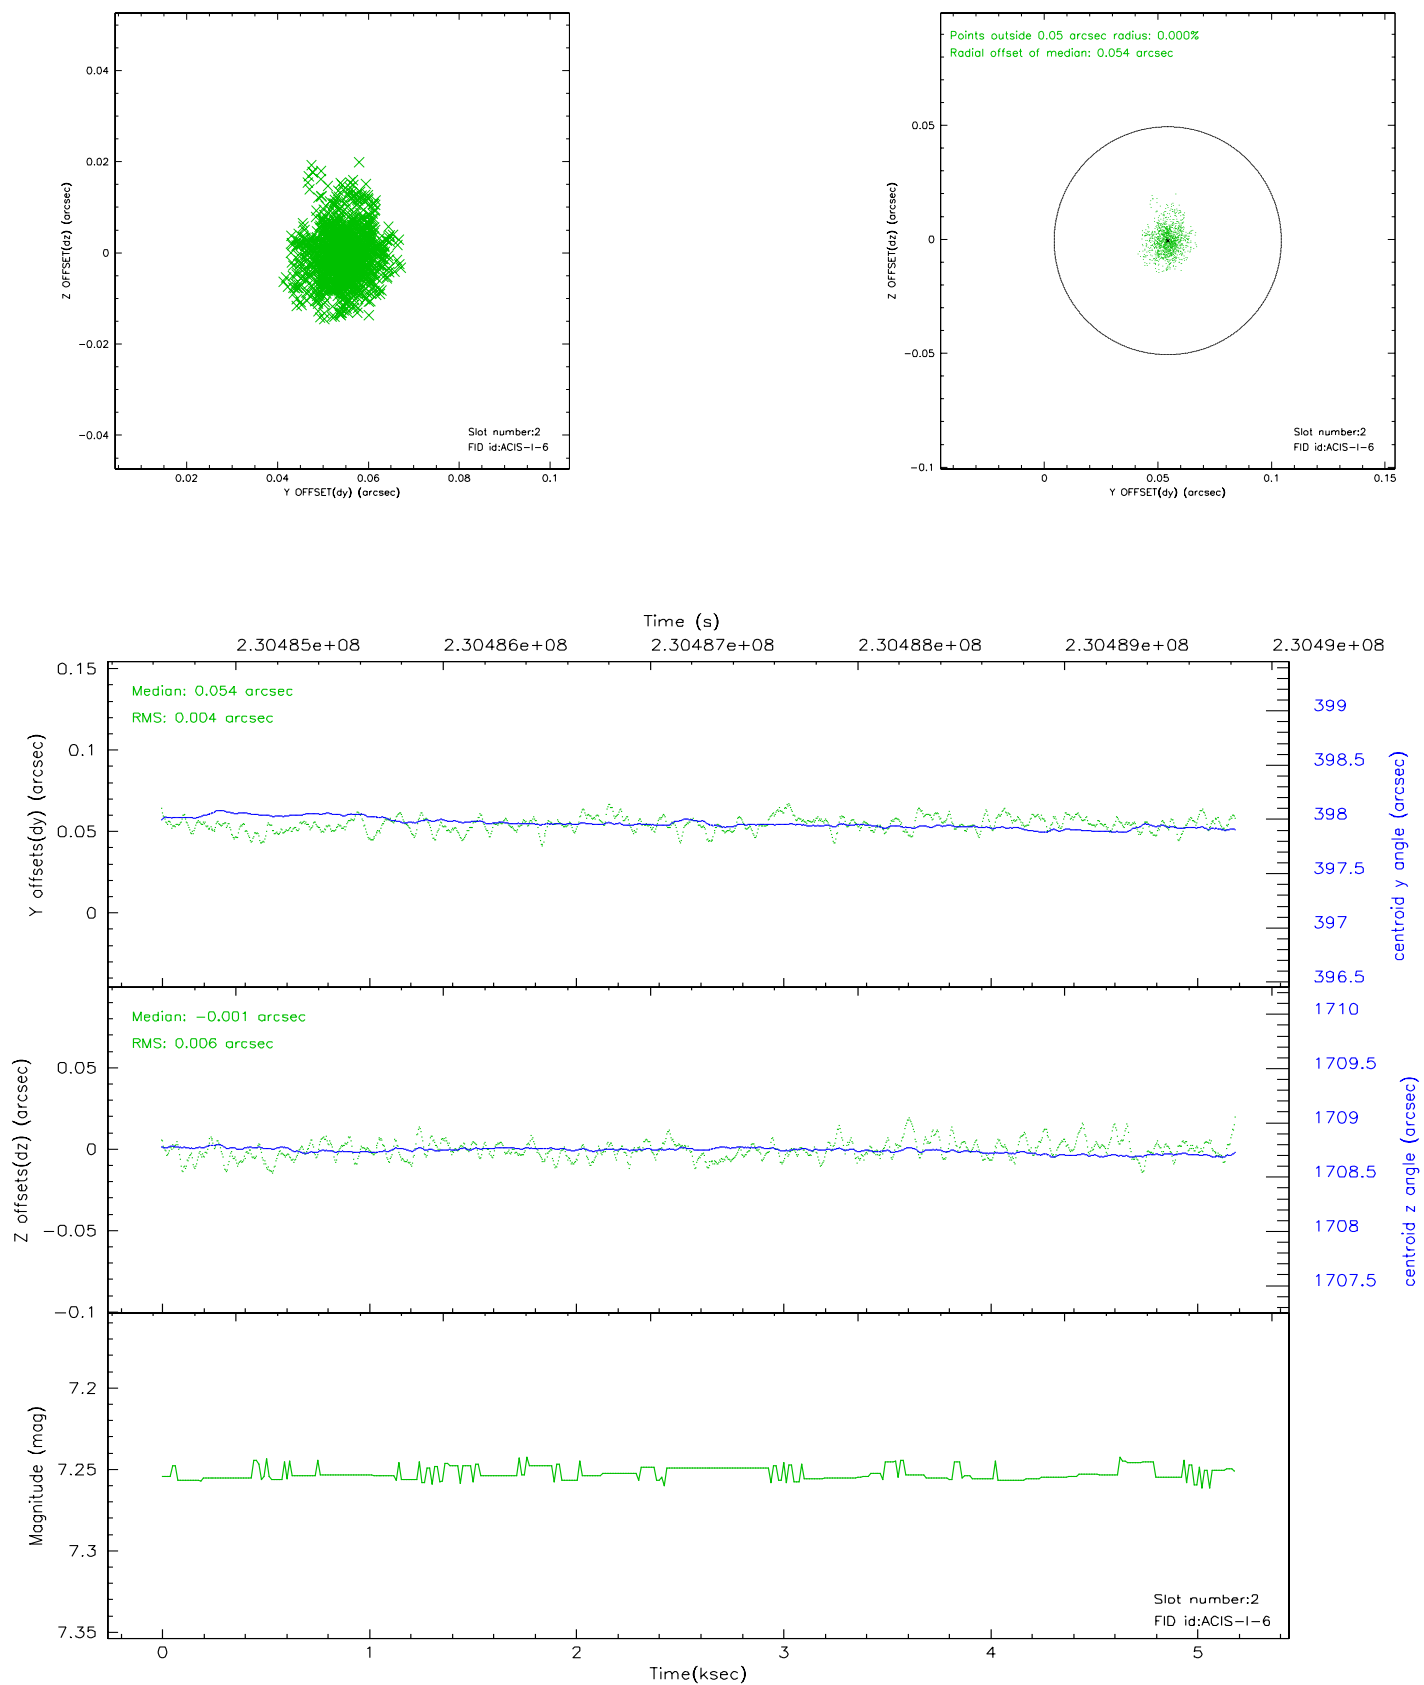 0.04
0.02
0
−0.02
−0.04
Z OFFSET(dz) (arcsec)
Slot number:2
FID id:ACIS−I−6
0.02 0.04 0.06 0.08 0.1
Y OFFSET(dy) (arcsec)
Points outside 0.05 arcsec radius: 0.000%
Radial offset of median: 0.054 arcsec
0.05
0
−0.05
−0.1
Z OFFSET(dz) (arcsec)
Slot number:2
FID id:ACIS−I−6
0 0.05 0.1 0.15
Y OFFSET(dy) (arcsec)
Time (s)
2.30485e+08 2.30486e+08 2.30487e+08 2.30488e+08 2.30489e+08 2.3049e+08
0.15
0.1
0.05
0
Y offsets(dy) (arcsec)
Median: 0.054 arcsec
RMS: 0.004 arcsec
399
398.5
398
397.5
397
396.5
centroid y angle (arcsec)
0.05
0
−0.05
−0.1
Z offsets(dz) (arcsec)
Median: −0.001 arcsec
RMS: 0.006 arcsec
1710
1709.5
1709
1708.5
1708
1707.5
centroid z angle (arcsec)
7.2
7.25
7.3
7.35
Magnitude (mag)
Slot number:2
FID id:ACIS−I−6
0 1 2 3 4 5
Time(ksec)